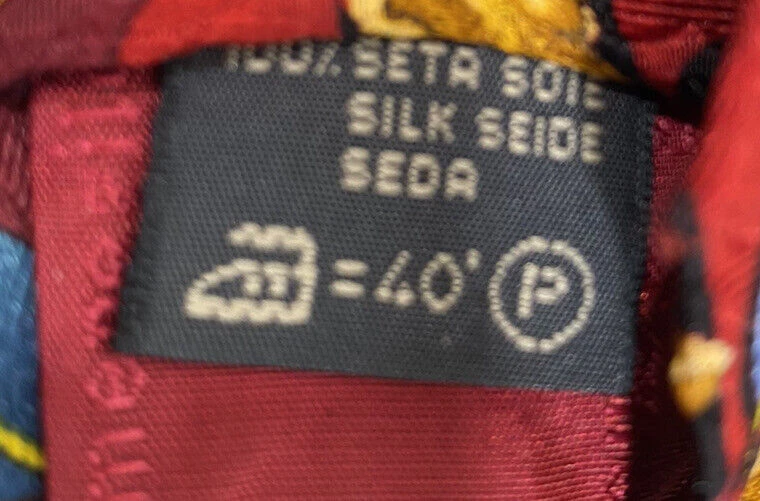 100% SETA SOIE
SILK SEIDE
SEDA
= 40° P